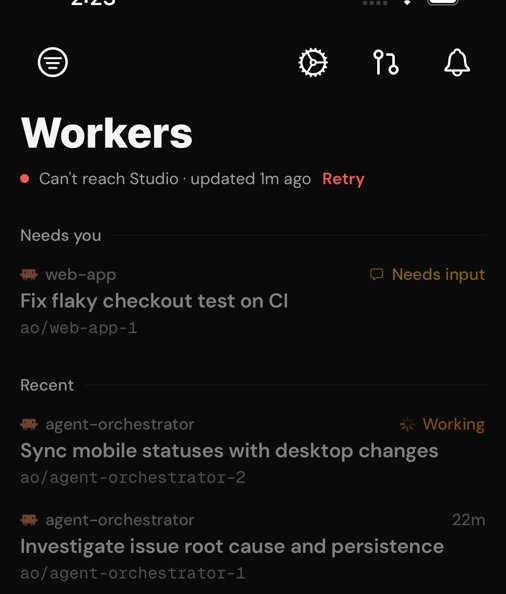 2:23
Workers
Can't reach Studio · updated 1m ago Retry
Needs you
web-app Needs input
Fix flaky checkout test on CI
ao/web-app-1
Recent
agent-orchestrator Working
Sync mobile statuses with desktop changes
ao/agent-orchestrator-2
agent-orchestrator 22m
Investigate issue root cause and persistence
ao/agent-orchestrator-1